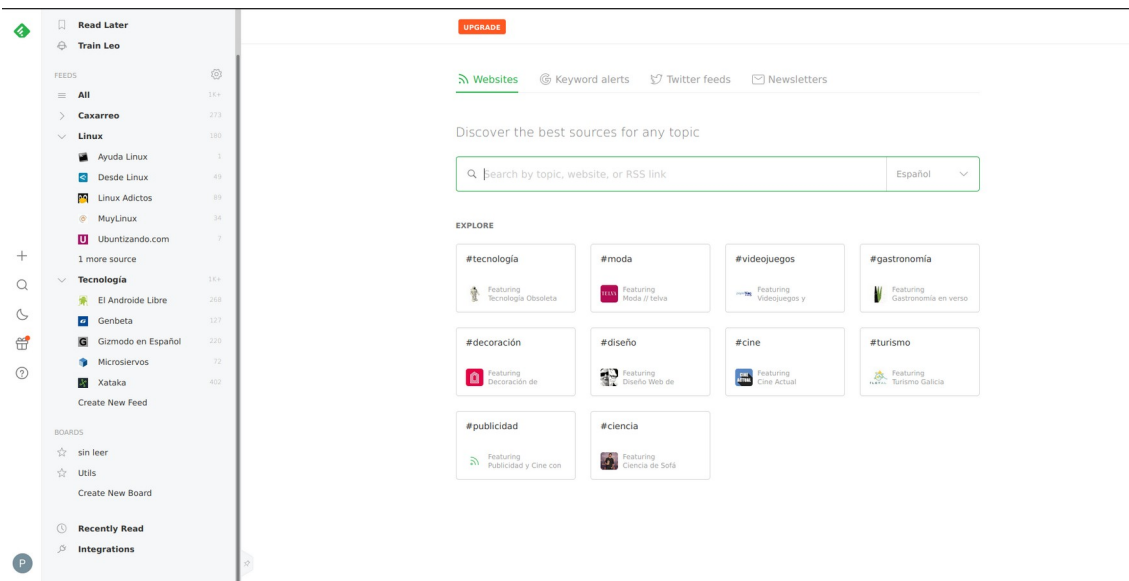 Read Later
Train Leo
FEEDS
All 1K+
Caxarreo 273
Linux 180
Ayuda Linux 1
Desde Linux 49
Linux Adictos 89
MuyLinux 34
Ubuntizando.com 7
1 more source
Tecnología 1K+
El Androide Libre 268
Genbeta 127
Gizmodo en Español 220
Microsiervos 72
Xataka 402
Create New Feed
BOARDS
sin leer
Utils
Create New Board
Recently Read
Integrations
P
UPGRADE
Websites Keyword alerts Twitter feeds Newsletters
Discover the best sources for any topic
Search by topic, website, or RSS link Español
EXPLORE
#tecnología
Featuring
Tecnología Obsoleta
#moda
TELVA
Featuring
Moda // telva
#videojuegos
Featuring
Videojuegos y
#gastronomía
Featuring
Gastronomía en verso
#decoración
Featuring
Decoración de
#diseño
Featuring
Diseño Web de
#cine
Featuring
Cine Actual
#turismo
Featuring
Turismo Galicia
#publicidad
Featuring
Publicidad y Cine con
#ciencia
Featuring
Ciencia de Sofá